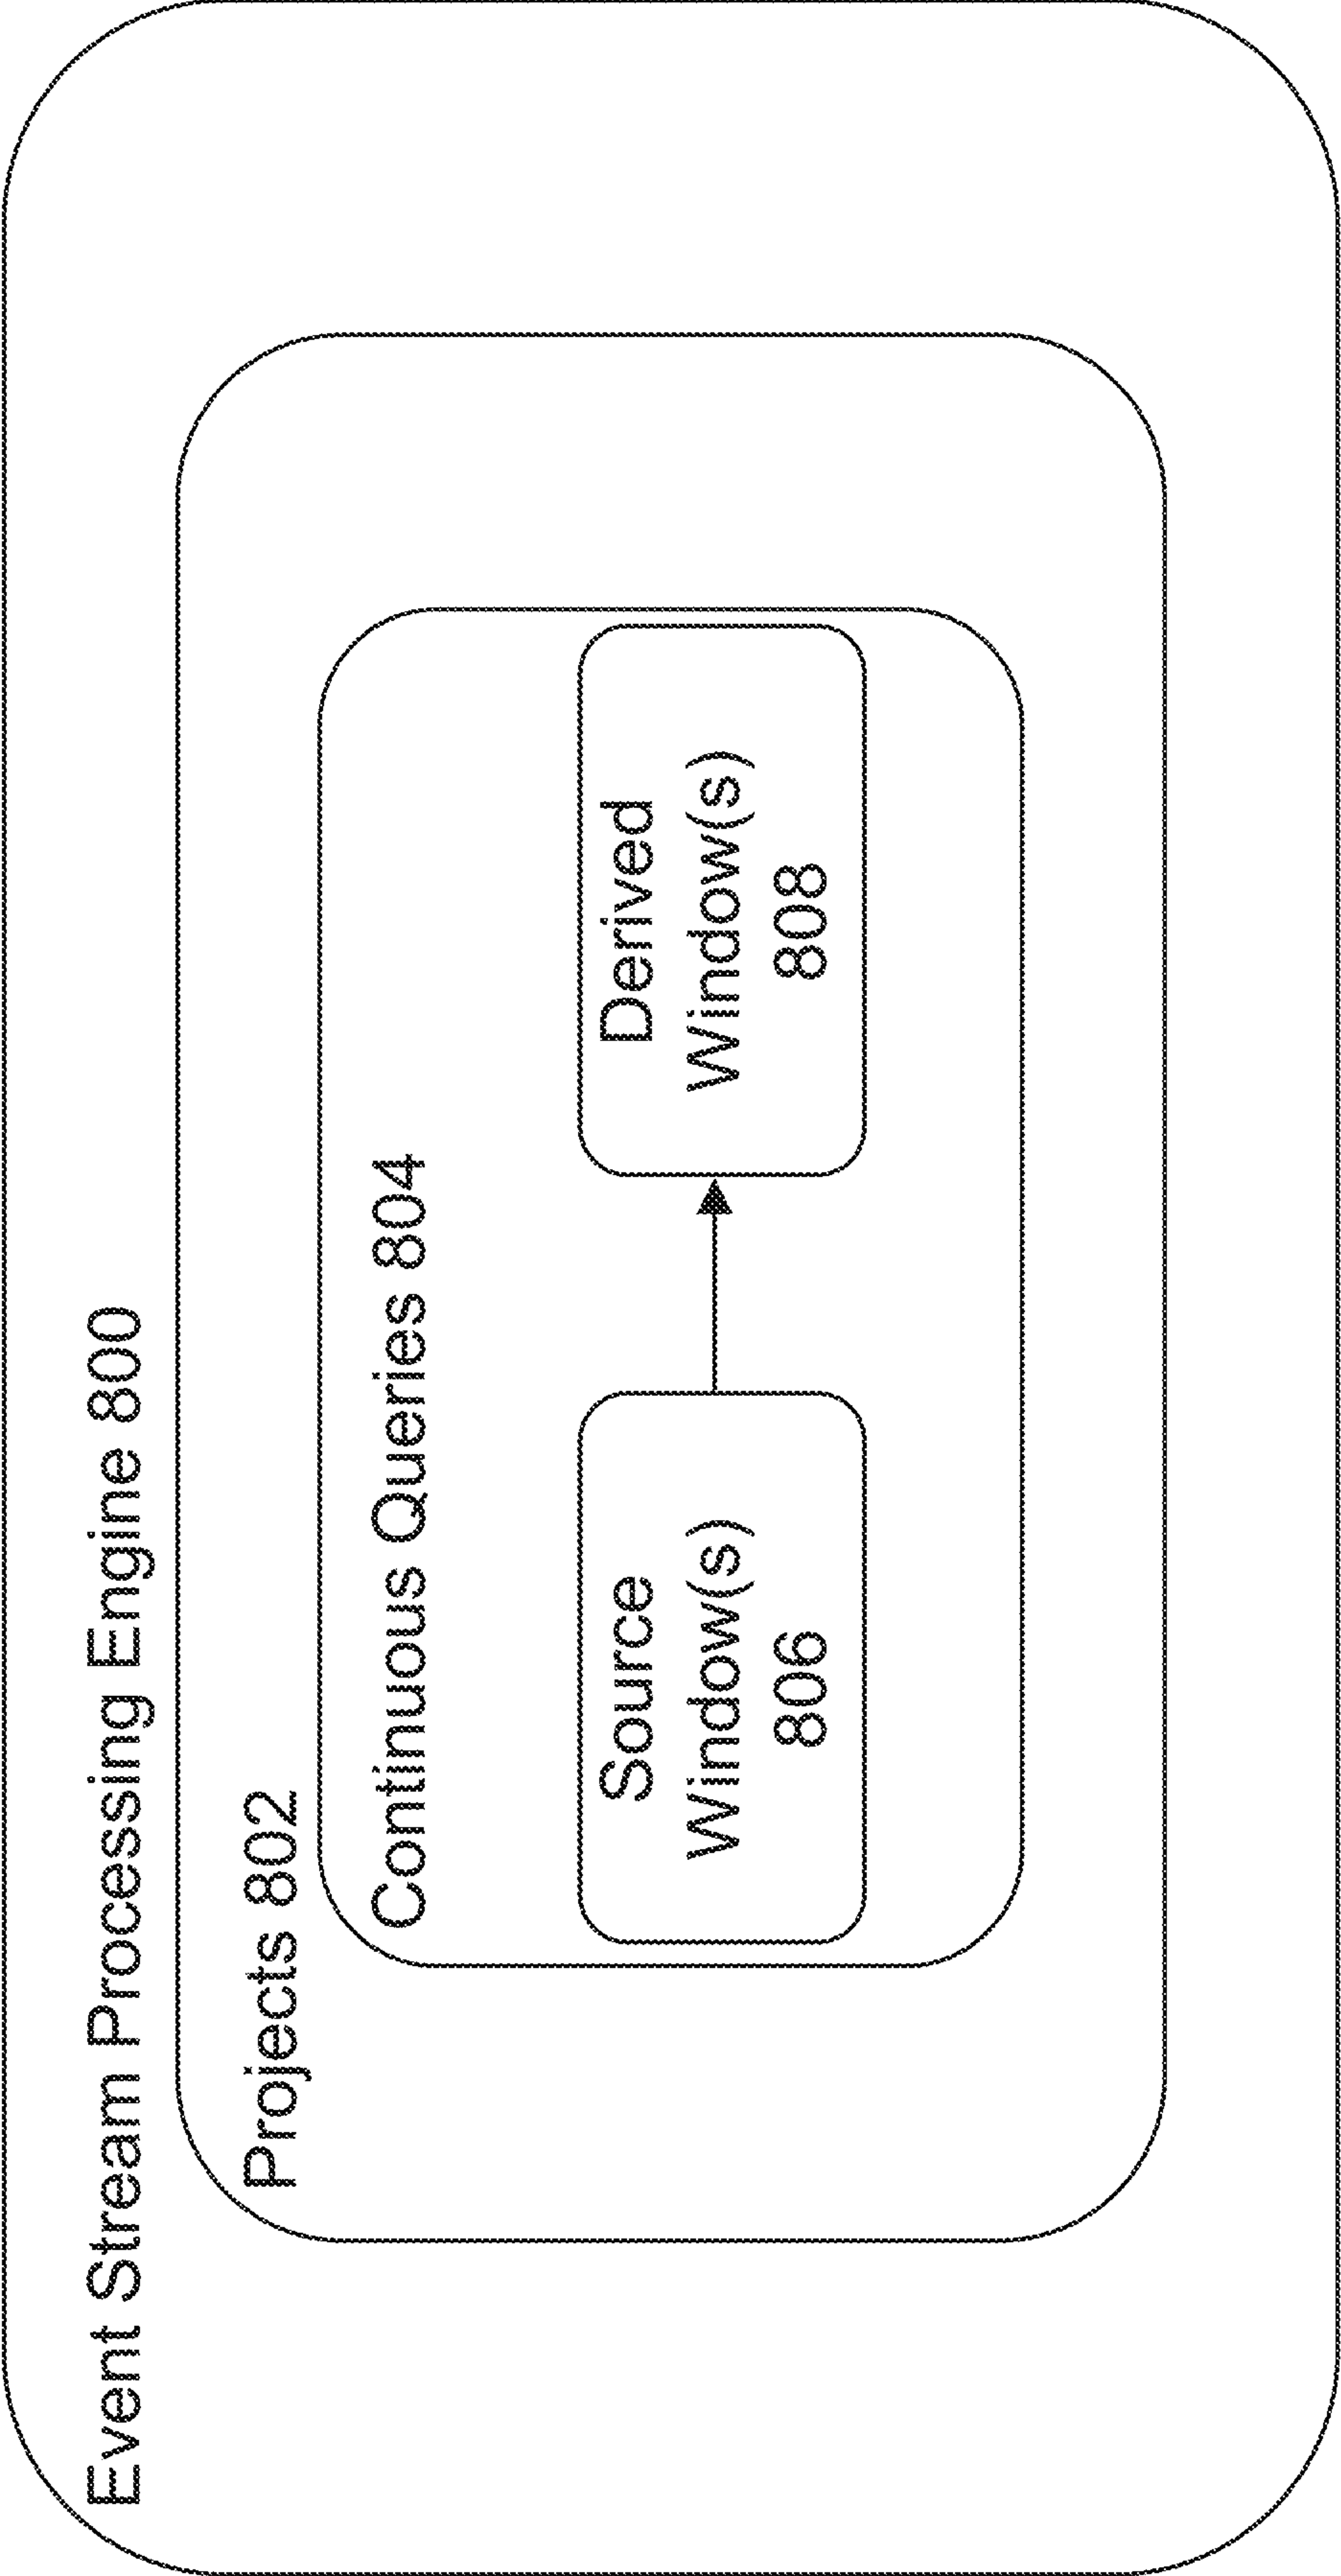 Event Stream Processing Engine 800
Projects 802
Continuous Queries 804
Source
Window(s)
806
Derived
Window(s)
808